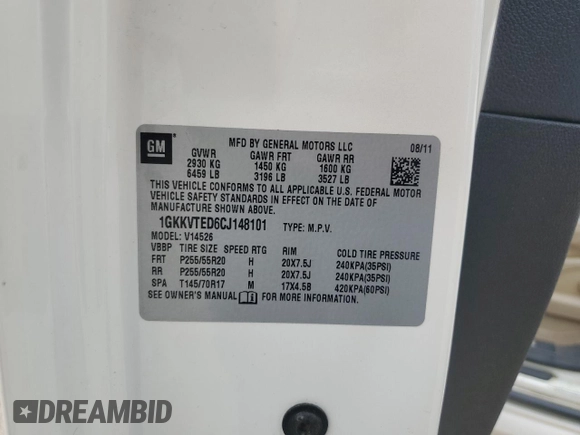 GM
MFD BY GENERAL MOTORS LLC
08/11
GVWR GAWR FRT GAWR RR
2930 KG 1450 KG 1600 KG
6459 LB 3196 LB 3527 LB
THIS VEHICLE CONFORMS TO ALL APPLICABLE U.S. FEDERAL MOTOR
VEHICLE SAFETY STANDARDS IN EFFECT ON THE DATE OF
MANUFACTURE SHOWN ABOVE.
1GKKVTED6CJ148101 TYPE: M.P.V.
MODEL: V14526
VBBP TIRE SIZE SPEED RTG RIM COLD TIRE PRESSURE
FRT P255/55R20 H 20X7.5J 240KPA(35PSI)
RR P255/55R20 H 20X7.5J 240KPA(35PSI)
SPA T145/70R17 M 17X4.5B 420KPA(60PSI)
SEE OWNER'S MANUAL FOR MORE INFORMATION
DREAMBID